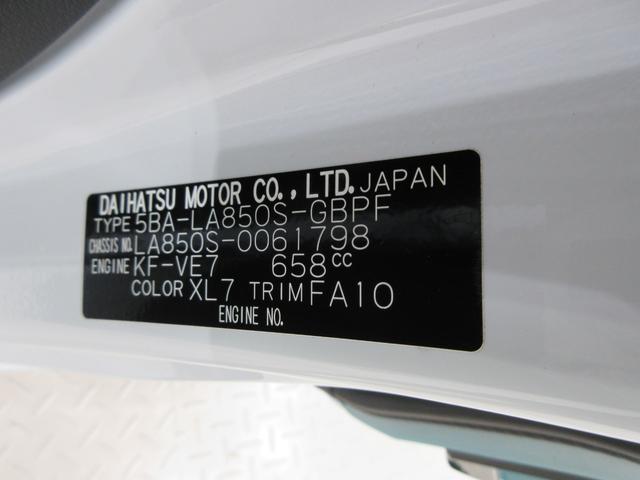 DAIHATSU MOTOR CO., LTD. JAPAN
TYPE 5BA-LA850S-GBPF
CHASSIS NO. LA850S-0061798
ENGINE KF-VE7 658cc
COLOR XL7 TRIM FA10
ENGINE NO.